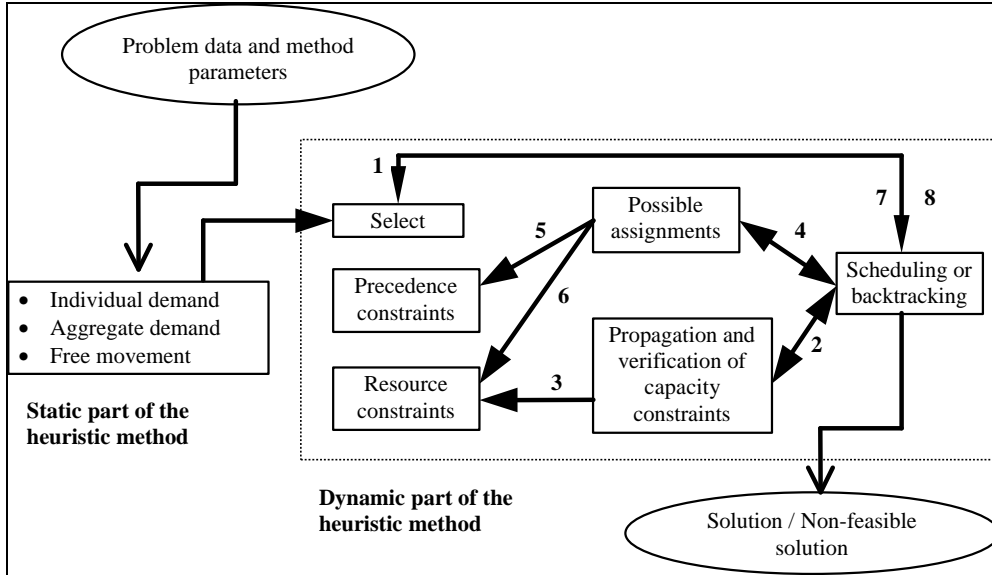 Problem data and method
parameters
1
7
8
Select
Possible
assignments
5
4
Scheduling or
backtracking
Precedence
constraints
6
• Individual demand
• Aggregate demand
• Free movement
Propagation and
verification of
capacity
constraints
2
Resource
constraints
3
Static part of the
heuristic method
Dynamic part of the
heuristic method
Solution / Non-feasible
solution